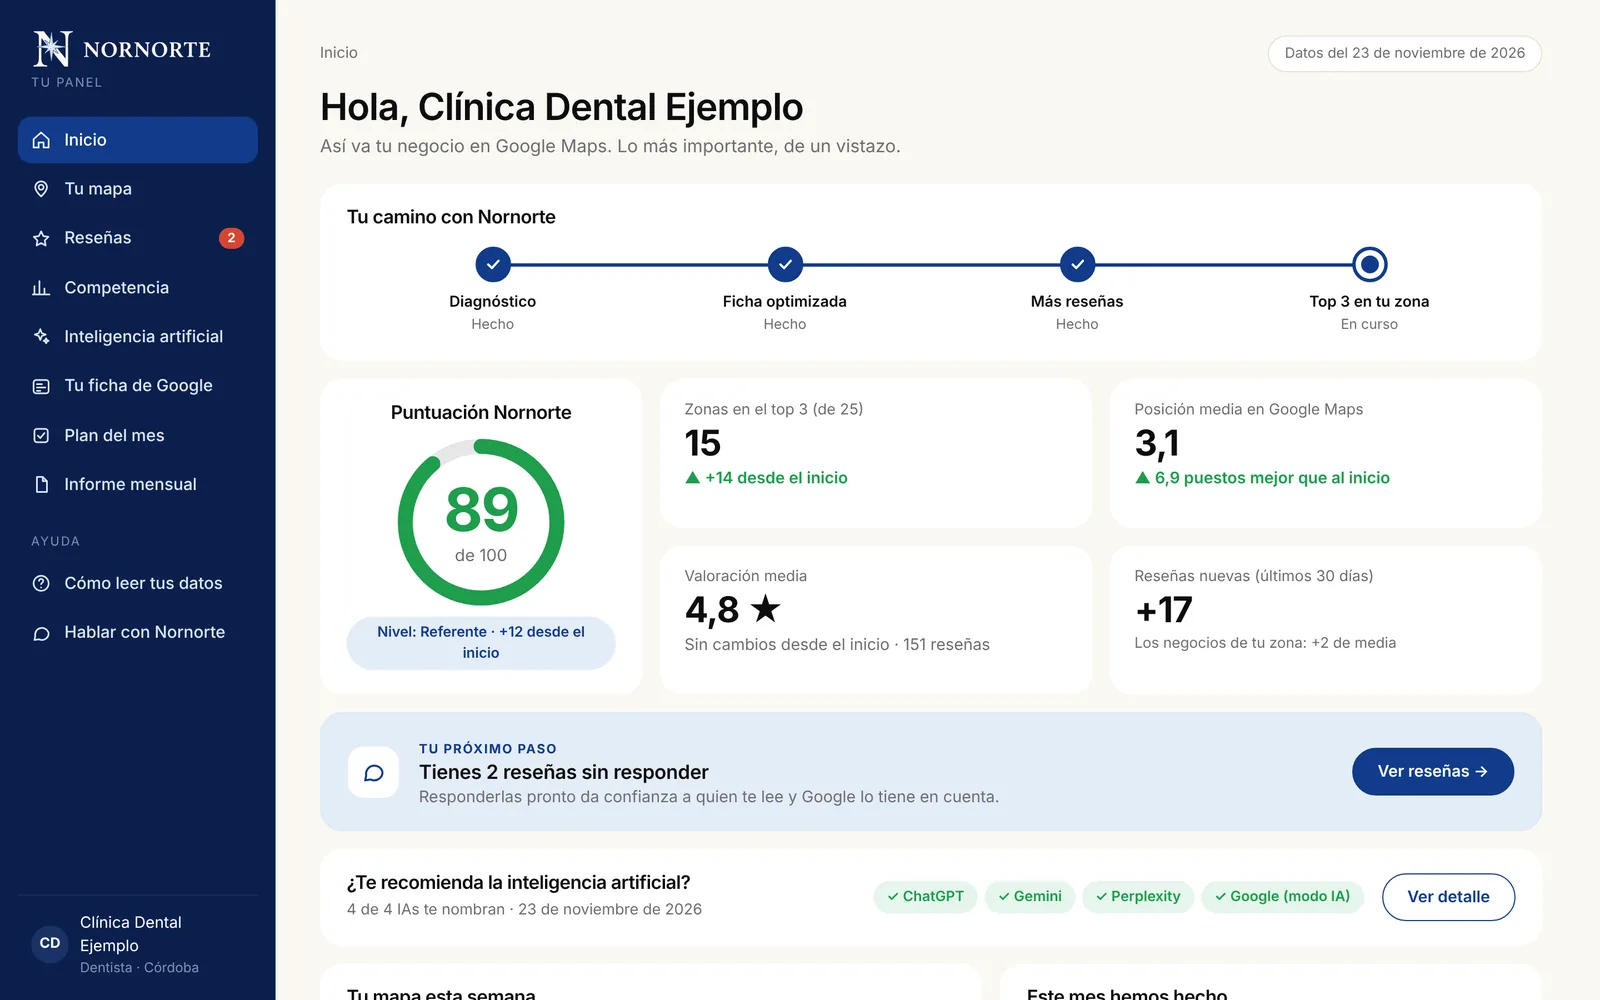 NORNORTE
TU PANEL
Inicio
Tu mapa
Reseñas 2
Competencia
Inteligencia artificial
Tu ficha de Google
Plan del mes
Informe mensual
AYUDA
Cómo leer tus datos
Hablar con Nornorte
CD
Clínica Dental
Ejemplo
Dentista · Córdoba
Inicio
Datos del 23 de noviembre de 2026
Hola, Clínica Dental Ejemplo
Así va tu negocio en Google Maps. Lo más importante, de un vistazo.
Tu camino con Nornorte
Diagnóstico
Hecho
Ficha optimizada
Hecho
Más reseñas
Hecho
Top 3 en tu zona
En curso
Puntuación Nornorte
89
de 100
Nivel: Referente · +12 desde el
inicio
Zonas en el top 3 (de 25)
15
▲ +14 desde el inicio
Posición media en Google Maps
3,1
▲ 6,9 puestos mejor que al inicio
Valoración media
4,8 ★
Sin cambios desde el inicio · 151 reseñas
Reseñas nuevas (últimos 30 días)
+17
Los negocios de tu zona: +2 de media
TU PRÓXIMO PASO
Tienes 2 reseñas sin responder
Responderlas pronto da confianza a quien te lee y Google lo tiene en cuenta.
Ver reseñas →
¿Te recomienda la inteligencia artificial?
4 de 4 IAs te nombran · 23 de noviembre de 2026
✓ ChatGPT
✓ Gemini
✓ Perplexity
✓ Google (modo IA)
Ver detalle
Tu mapa esta semana
Este mes hemos hecho